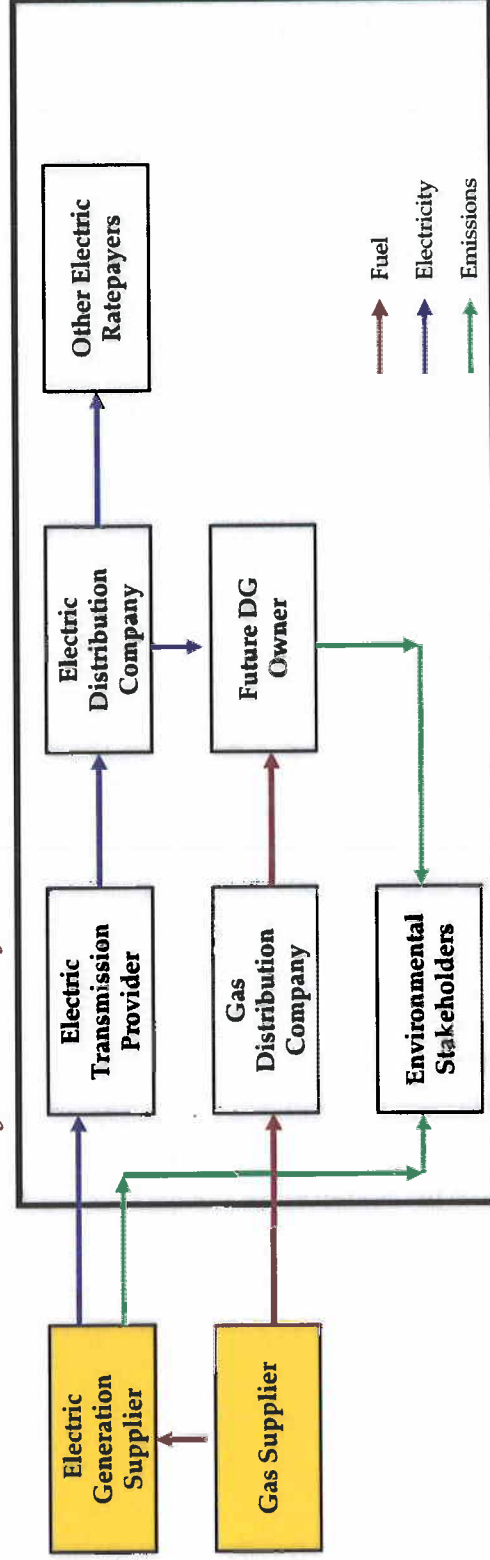 Electric
Generation
Supplier
Gas Supplier
Electric
Transmission
Provider
Gas
Distribution
Company
Environmental
Stakeholders
Electric
Distribution
Company
Future DG
Owner
Other Electric
Ratepayers
Fuel
Electricity
Emissions